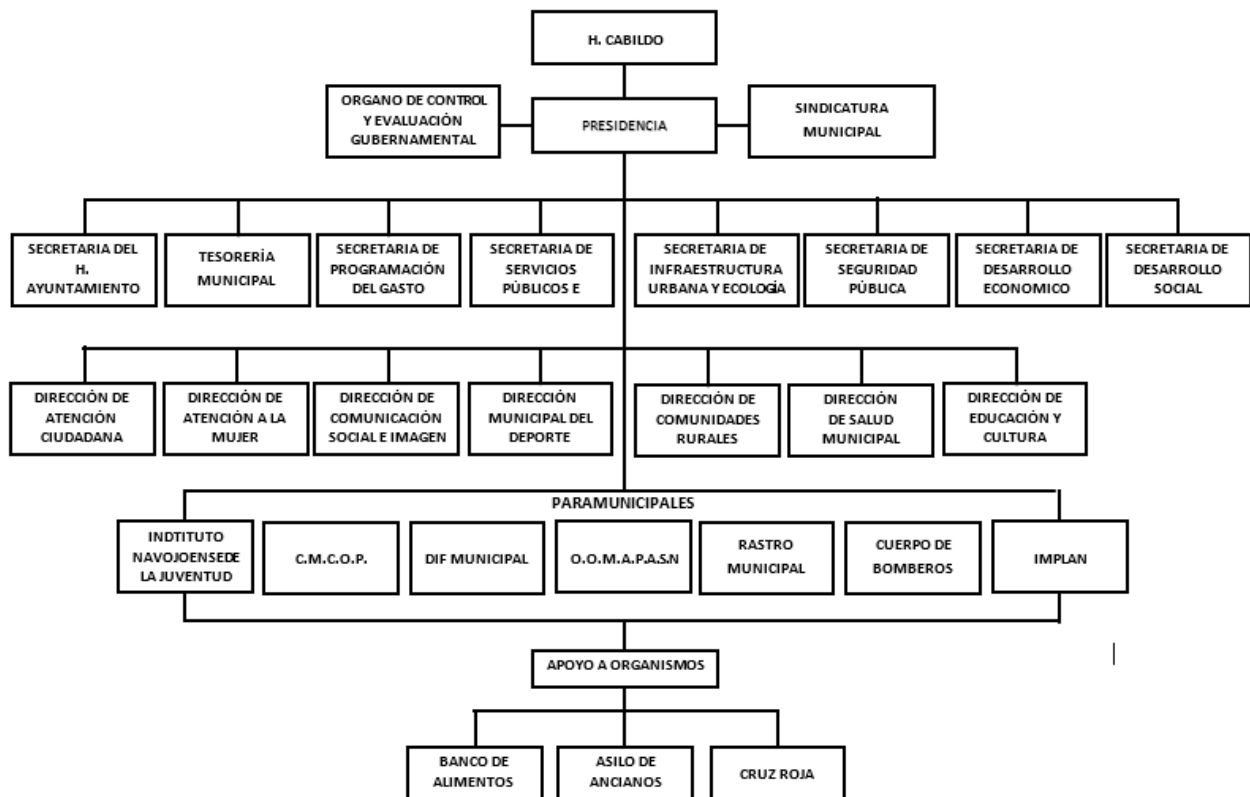 H. CABILDO
ORGANO DE CONTROL
Y EVALUACIÓN
GUBERNAMENTAL
PRESIDENCIA
SINDICATURA
MUNICIPAL
SECRETARIA DEL
H.
AYUNTAMIENTO
TESORERÍA
MUNICIPAL
SECRETARIA DE
PROGRAMACIÓN
DEL GASTO
SECRETARIA DE
SERVICIOS
PÚBLICOS E
SECRETARIA DE
INFRAESTRUCTURA
URBANA Y ECOLOGÍA
SECRETARIA DE
SEGURIDAD
PÚBLICA
SECRETARIA DE
DESARROLLO
ECONOMICO
SECRETARIA DE
DESARROLLO
SOCIAL
DIRECCIÓN DE
ATENCIÓN
CIUDADANA
DIRECCIÓN DE
ATENCIÓN A LA
MUJER
DIRECCIÓN DE
COMUNICACIÓN
SOCIAL E IMAGEN
DIRECCIÓN
MUNICIPAL DEL
DEPORTE
DIRECCIÓN DE
COMUNIDADES
RURALES
DIRECCIÓN
DE SALUD
MUNICIPAL
DIRECCIÓN DE
EDUCACIÓN Y
CULTURA
PARAMUNICIPALES
INDTITUTO
NAVOJOENSEDE
LA JUVENTUD
C.M.C.O.P.
DIF MUNICIPAL
O.O.M.A.P.A.S.N
RASTRO
MUNICIPAL
CUERPO DE
BOMBEROS
IMPLAN
APOYO A ORGANISMOS
BANCO DE
ALIMENTOS
ASILO DE
ANCIANOS
CRUZ ROJA